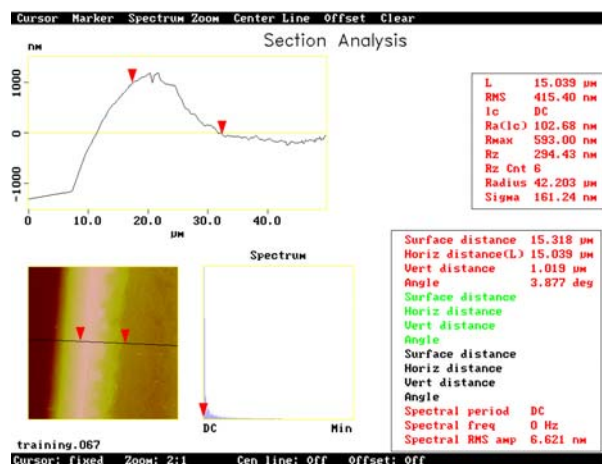 Cursor Marker Spectrum Zoom Center Line Offset Clear
Section Analysis
nm
1000
0
-1000
0 10.0 20.0 30.0 40.0
µm
L 15.039 µm
RMS 415.40 nm
lc DC
Ra(lc) 102.68 nm
Rmax 593.00 nm
Rz 294.43 nm
Rz Cnt 6
Radius 42.203 µm
Sigma 161.24 nm
Spectrum
DC Min
Surface distance 15.318 µm
Horiz distance(L) 15.039 µm
Vert distance 1.019 µm
Angle 3.877 deg
Surface distance
Horiz distance
Vert distance
Angle
Surface distance
Horiz distance
Vert distance
Angle
Spectral period DC
Spectral freq 0 Hz
Spectral RMS amp 6.621 nm
training.067
Cursor: fixed Zoom: 2:1 Cen line: Off Offset: Off